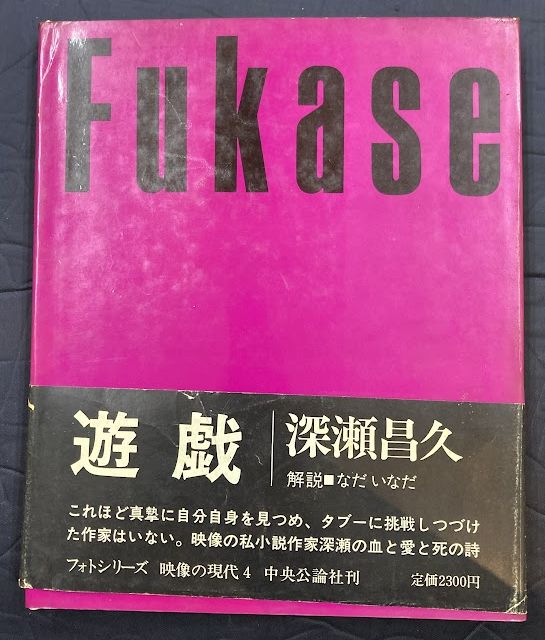 Fukase
遊戯
深瀬昌久
解説■なだ いなだ
これほど真摯に自分自身を見つめ、タブーに挑戦しつづけ
た作家はいない。映像の私小説作家深瀬の血と愛と死の詩
フォトシリーズ 映像の現代4 中央公論社刊 定価2300円